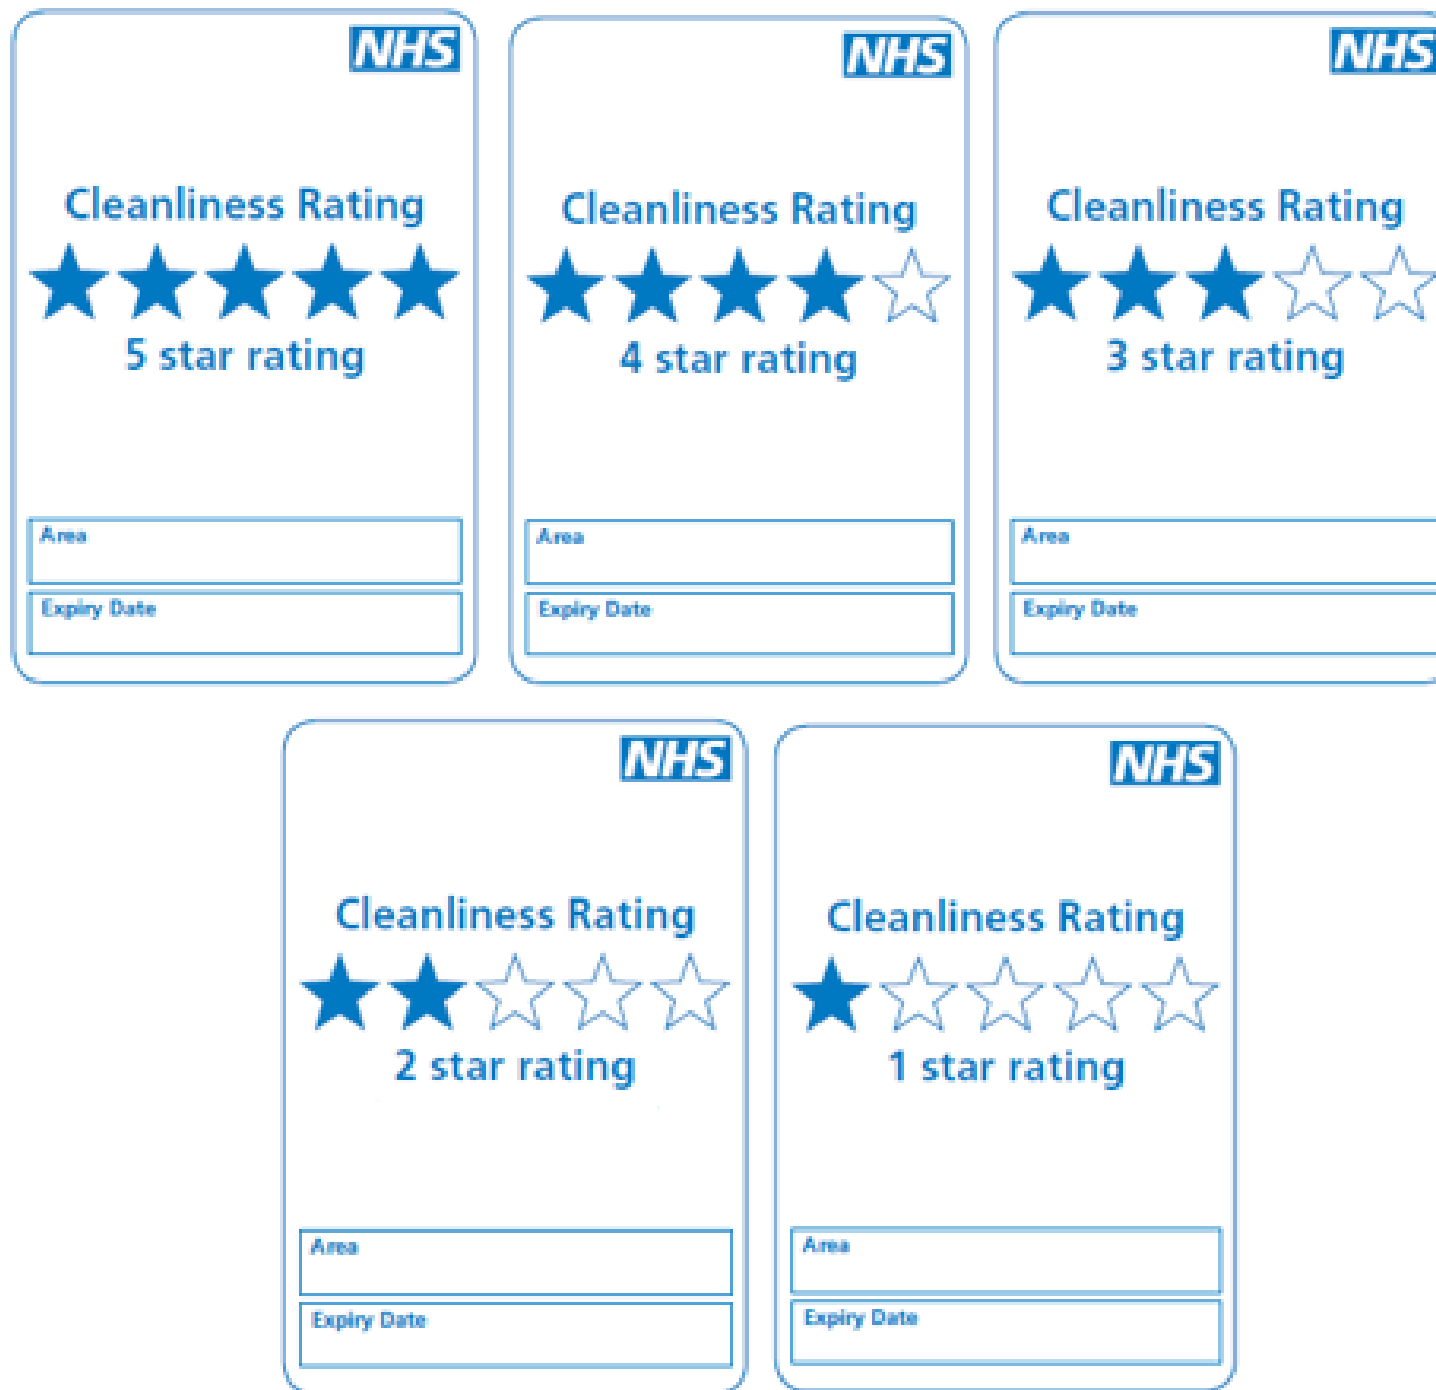 NHS
Cleanliness Rating
5 star rating
Area
Expiry Date
NHS
Cleanliness Rating
4 star rating
Area
Expiry Date
NHS
Cleanliness Rating
3 star rating
Area
Expiry Date
NHS
Cleanliness Rating
2 star rating
Area
Expiry Date
NHS
Cleanliness Rating
1 star rating
Area
Expiry Date